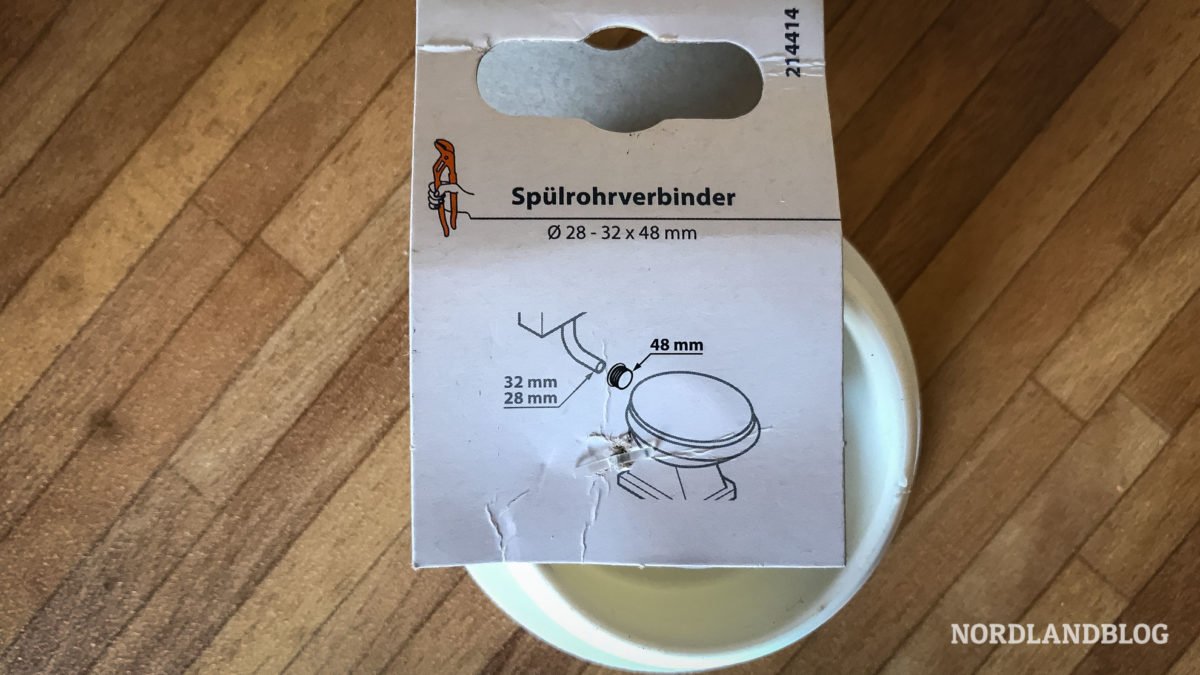 214414
Spülrohrverbinder
Ø 28 - 32 x 48 mm
48 mm
32 mm
28 mm
NORDLANDBLOG